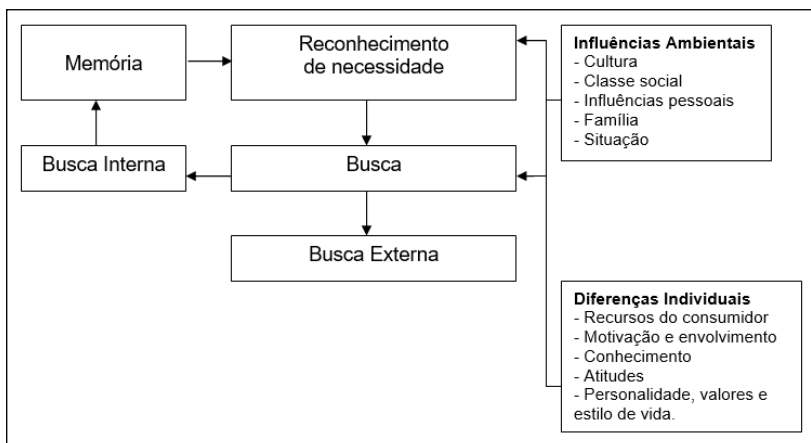 Memória
Reconhecimento
de necessidade
Influências Ambientais
- Cultura
- Classe social
- Influências pessoais
- Família
- Situação
Busca Interna
Busca
Busca Externa
Diferenças Individuais
- Recursos do consumidor
- Motivação e envolvimento
- Conhecimento
- Atitudes
- Personalidade, valores e
estilo de vida.